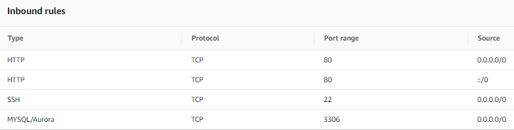 Inbound rules
Type Protocol Port range Source
HTTP TCP 80 0.0.0.0/0
HTTP TCP 80 ::/0
SSH TCP 22 0.0.0.0/0
MYSQL/Aurora TCP 3306 0.0.0.0/0